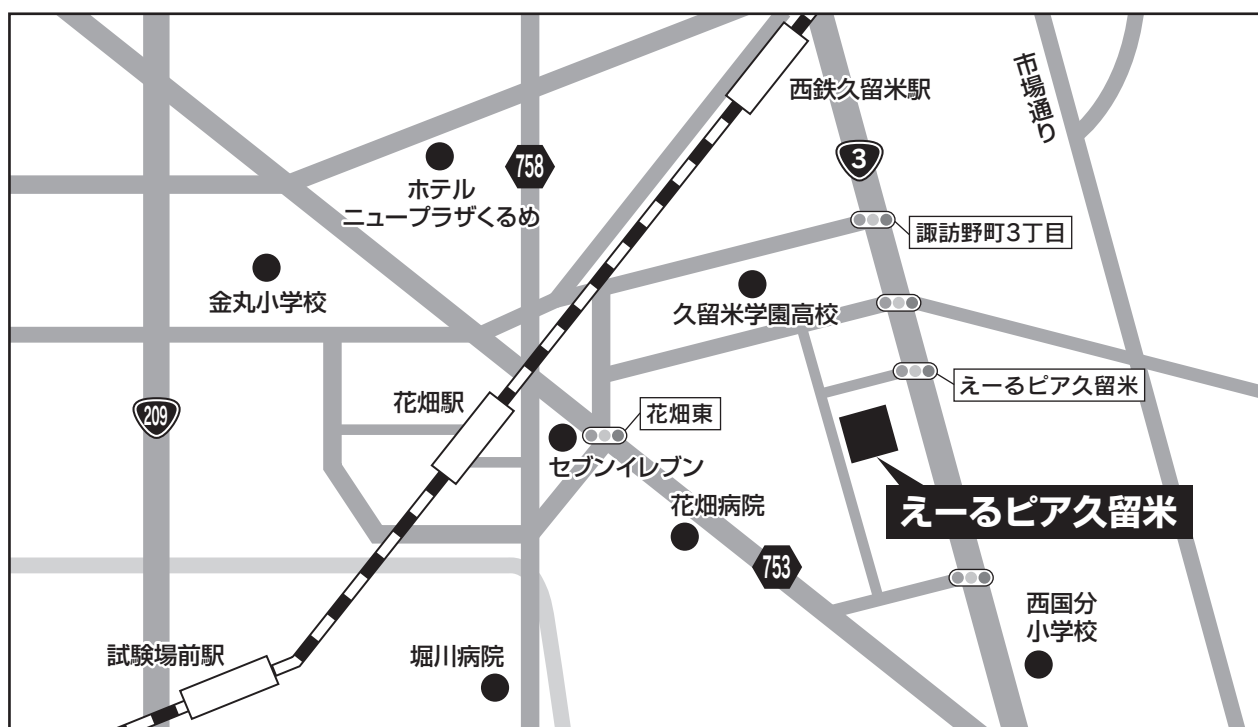 西鉄久留米駅
市場通り
3
758
ホテル
ニュープラザくるめ
諏訪野町3丁目
金丸小学校
久留米学園高校
えーるピア久留米
209
花畑駅
花畑東
セブンイレブン
花畑病院
えーるピア久留米
753
西国分
小学校
試験場前駅
堀川病院